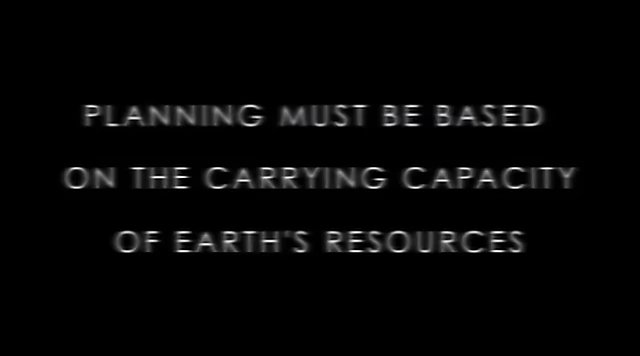 PLANNING MUST BE BASED
ON THE CARRYING CAPACITY
OF EARTH'S RESOURCES